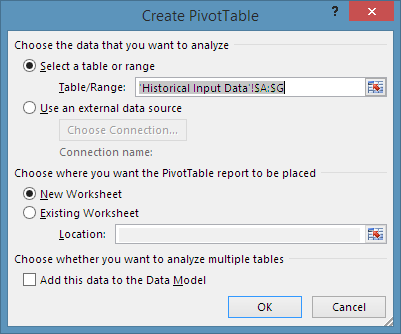 Create PivotTable
?
Choose the data that you want to analyze
Select a table or range
Table/Range: 'Historical Input Data'!$A:$G
Use an external data source
Choose Connection...
Connection name:
Choose where you want the PivotTable report to be placed
New Worksheet
Existing Worksheet
Location:
Choose whether you want to analyze multiple tables
Add this data to the Data Model
OK Cancel